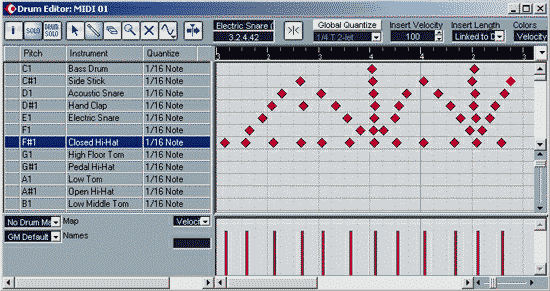 Drum Editor: MIDI 01
i SOLO DRUM SOLO
Electric Snare (
3.2.4.42
Global Quantize
1/4 T 2-let
Insert Velocity
100
Insert Length
Linked to
Colors
Velocity
Pitch Instrument Quantize
2 3 4 2 3
C1 Bass Drum 1/16 Note
C#1 Side Stick 1/16 Note
D1 Acoustic Snare 1/16 Note
D#1 Hand Clap 1/16 Note
E1 Electric Snare 1/16 Note
F1 1/16 Note
F#1 Closed Hi-Hat 1/16 Note
G1 High Floor Tom 1/16 Note
G#1 Pedal Hi-Hat 1/16 Note
A1 Low Tom 1/16 Note
A#1 Open Hi-Hat 1/16 Note
B1 Low Middle Tom 1/16 Note
No Drum M Map
GM Default Names
Veloc